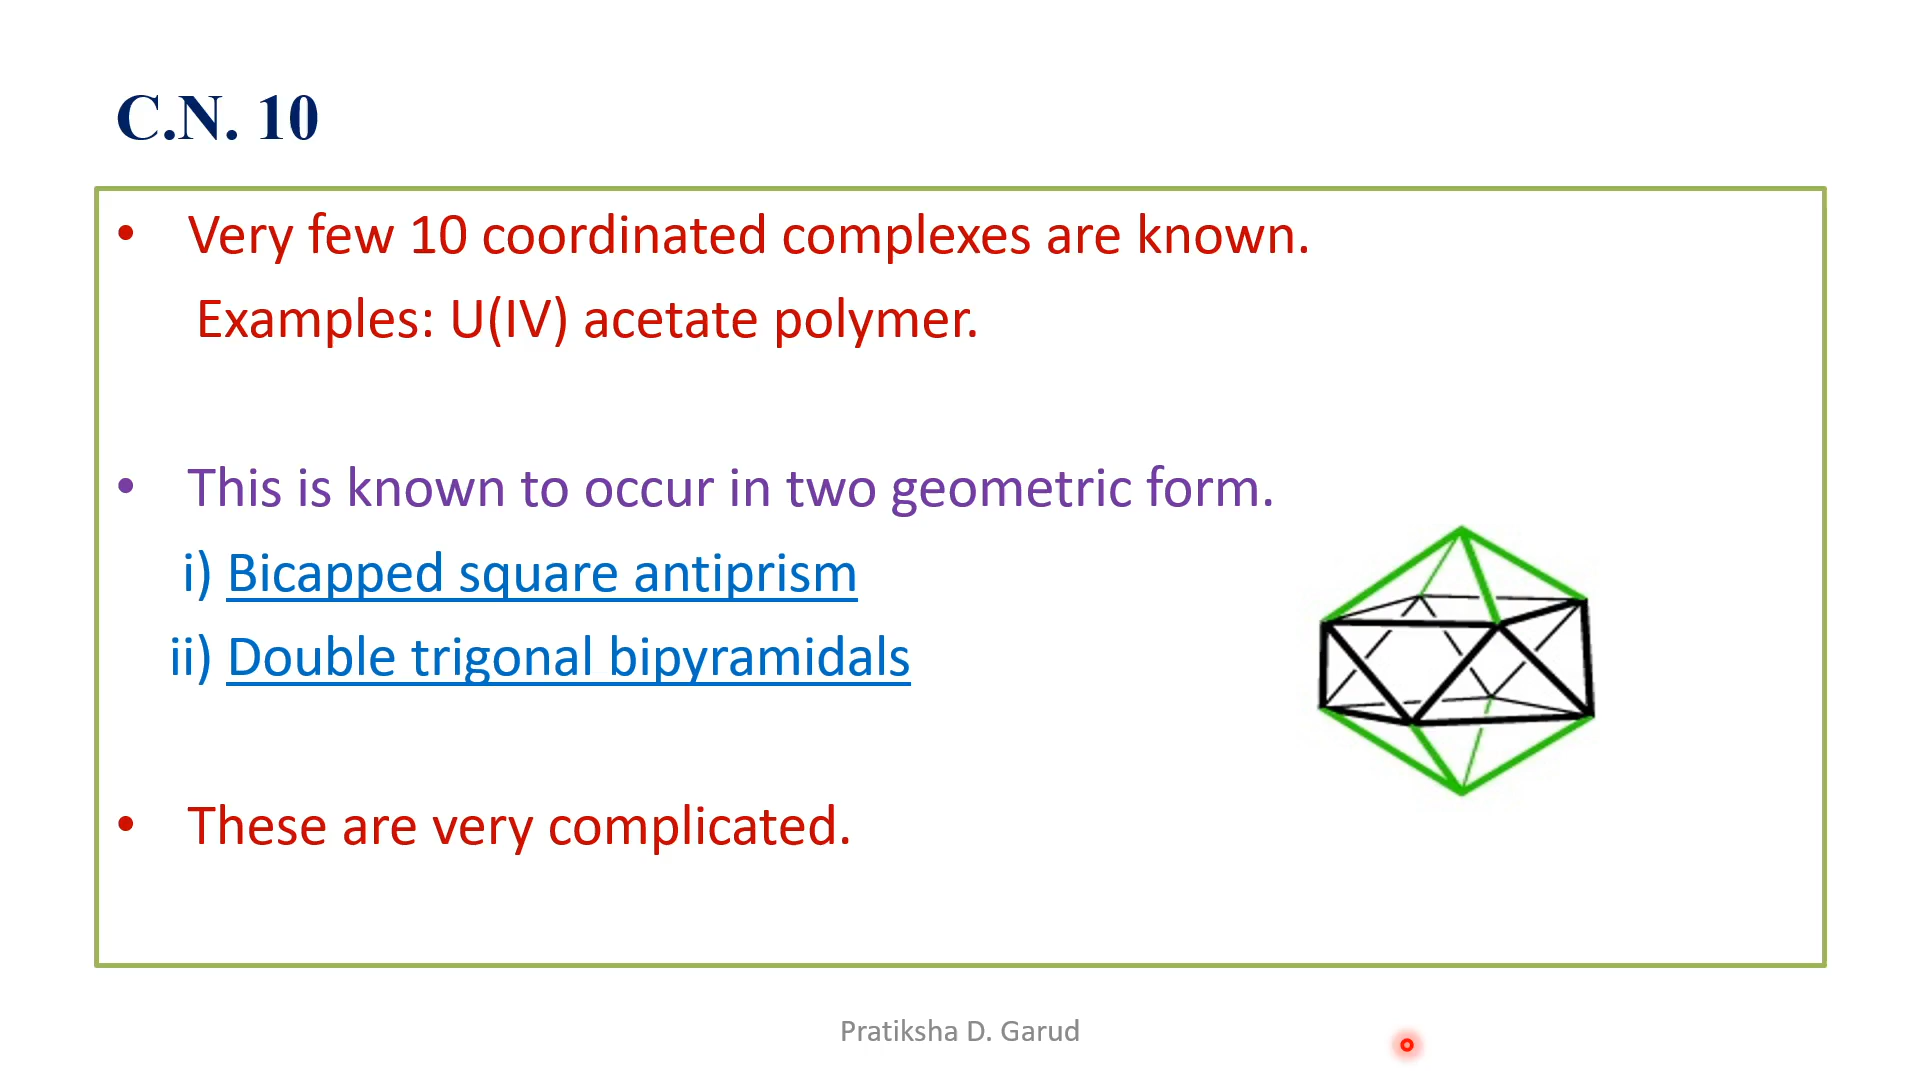 C.N. 10
• Very few 10 coordinated complexes are known.
Examples: U(IV) acetate polymer.
• This is known to occur in two geometric form.
i) Bicapped square antiprism
ii) Double trigonal bipyramidals
• These are very complicated.
Pratiksha D. Garud